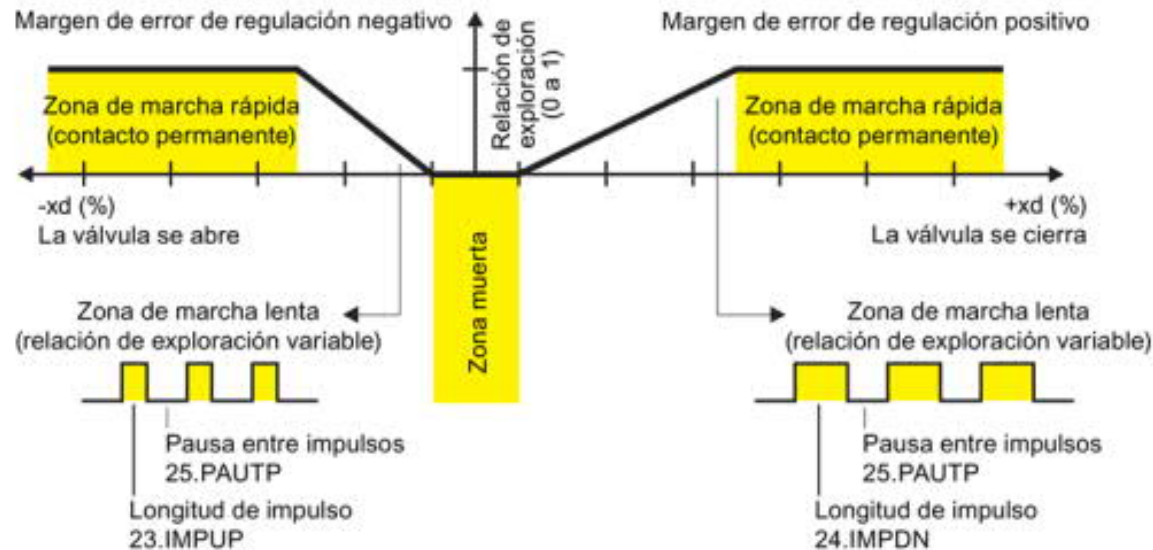 Margen de error de regulación negativo
Margen de error de regulación positivo
Relación de
exploración
(0 a 1)
Zona de marcha rápida
(contacto permanente)
Zona de marcha rápida
(contacto permanente)
-xd (%)
La válvula se abre
+xd (%)
La válvula se cierra
Zona muerta
Zona de marcha lenta
(relación de exploración variable)
Zona de marcha lenta
(relación de exploración variable)
Pausa entre impulsos
25.PAUTP
Longitud de impulso
23.IMPUP
Pausa entre impulsos
25.PAUTP
Longitud de impulso
24.IMPDN